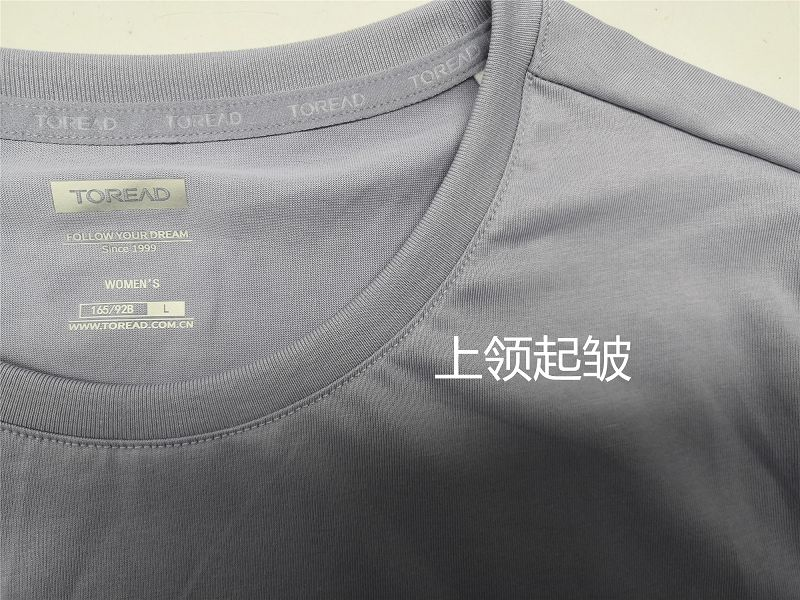 TOREAD TOREAD TOREAD TOREAD
TOREAD
FOLLOW YOUR DREAM
Since 1999
WOMEN'S
165/92B L
WWW.TOREAD.COM.CN
上领起皱